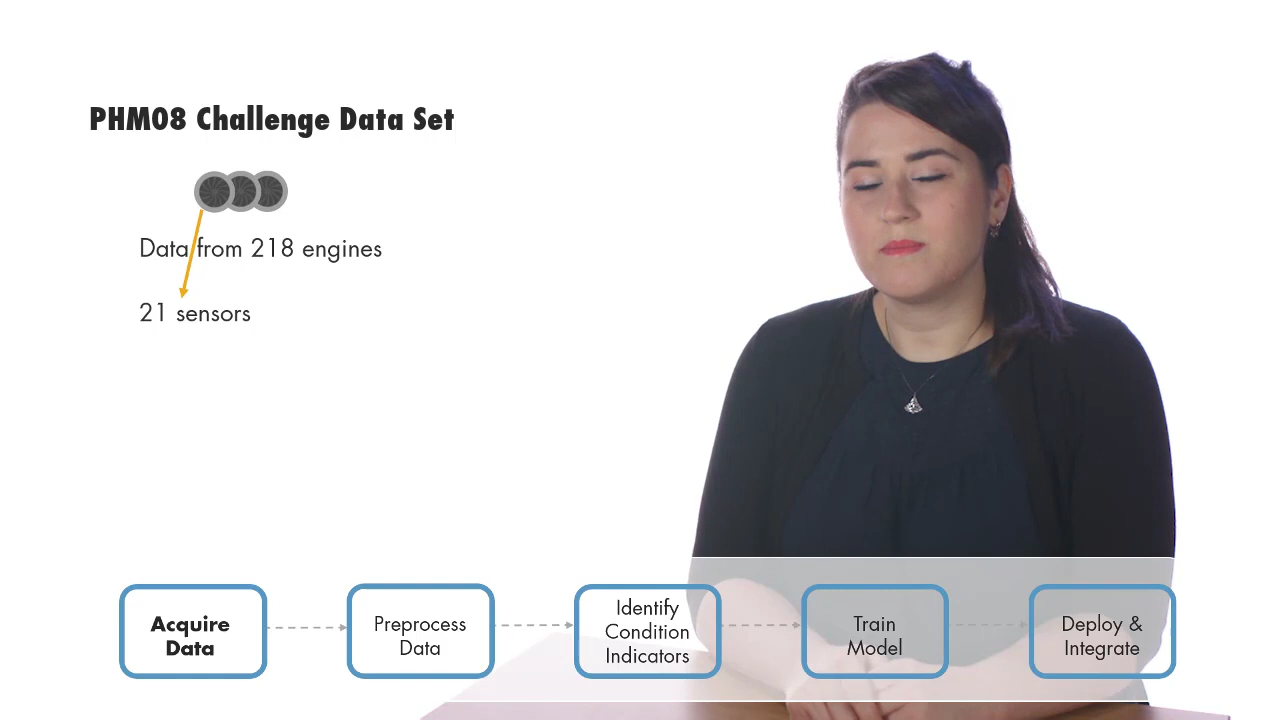 PHM08 Challenge Data Set
Data from 218 engines
21 sensors
Acquire
Data
Preprocess
Data
Identify
Condition
Indicators
Train
Model
Deploy &
Integrate